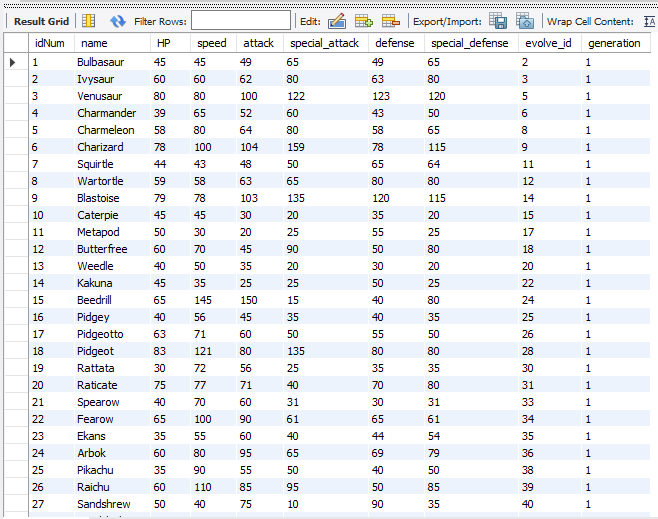 Result Grid Filter Rows: Edit: Export/Import: Wrap Cell Content:
idNum name HP speed attack special_attack defense special_defense evolve_id generation
1 Bulbasaur 45 45 49 65 49 65 2 1
2 Ivysaur 60 60 62 80 63 80 3 1
3 Venusaur 80 80 100 122 123 120 5 1
4 Charmander 39 65 52 60 43 50 6 1
5 Charmeleon 58 80 64 80 58 65 8 1
6 Charizard 78 100 104 159 78 115 9 1
7 Squirtle 44 43 48 50 65 64 11 1
8 Wartortle 59 58 63 65 80 80 12 1
9 Blastoise 79 78 103 135 120 115 14 1
10 Caterpie 45 45 30 20 35 20 15 1
11 Metapod 50 30 20 25 55 25 17 1
12 Butterfree 60 70 45 90 50 80 18 1
13 Weedle 40 50 35 20 30 20 20 1
14 Kakuna 45 35 25 25 50 25 22 1
15 Beedrill 65 145 150 15 40 80 24 1
16 Pidgey 40 56 45 35 40 35 25 1
17 Pidgeotto 63 71 60 50 55 50 26 1
18 Pidgeot 83 121 80 135 80 80 28 1
19 Rattata 30 72 56 25 35 35 30 1
20 Raticate 75 77 71 40 70 80 31 1
21 Spearow 40 70 60 31 30 31 33 1
22 Fearow 65 100 90 61 65 61 34 1
23 Ekans 35 55 60 40 44 54 35 1
24 Arbok 60 80 95 65 69 79 36 1
25 Pikachu 35 90 55 50 40 50 38 1
26 Raichu 60 110 85 95 50 85 39 1
27 Sandshrew 50 40 75 10 90 35 40 1